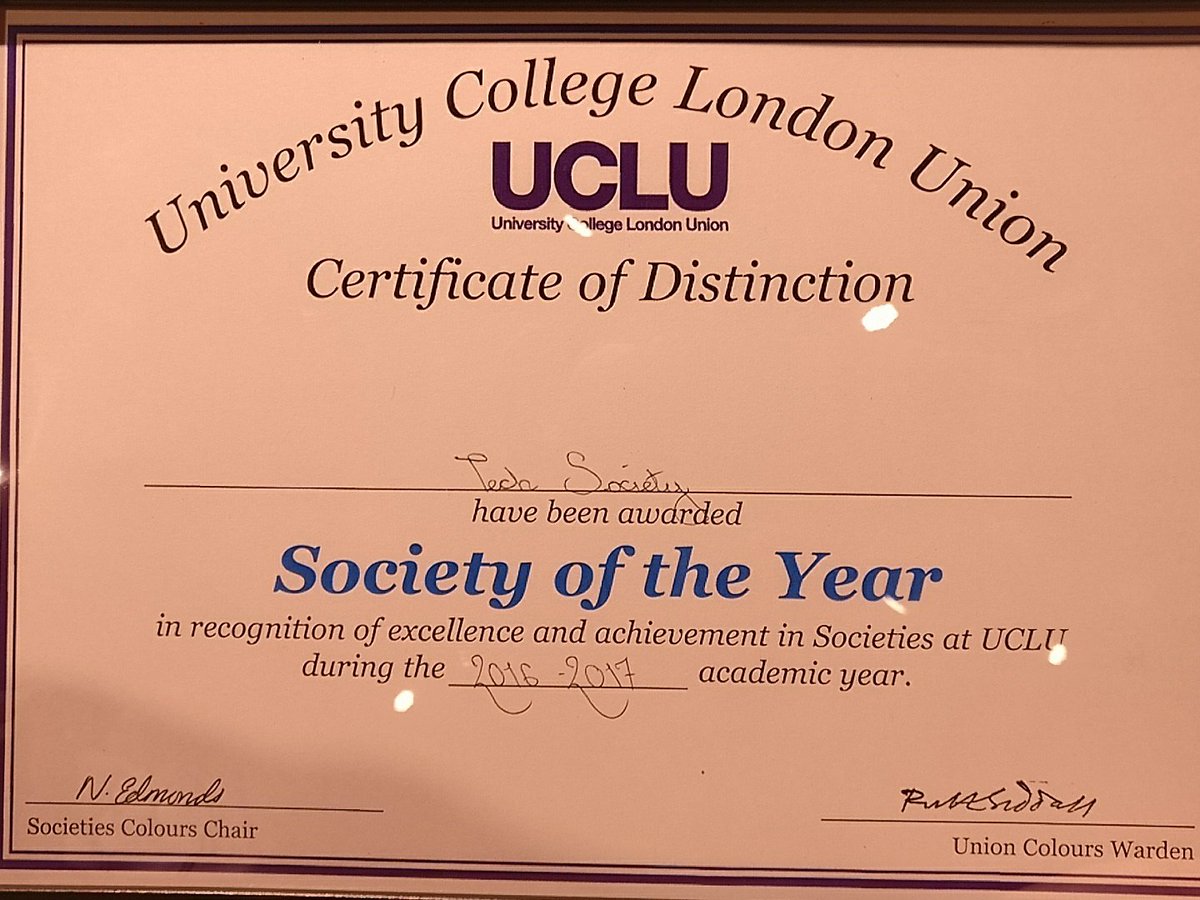 University College London Union
UCLU
University College London Union
Certificate of Distinction
Society
have been awarded
Society of the Year
in recognition of excellence and achievement in Societies at UCLU
during the 2016-2017 academic year.
N. Edmonds
Societies Colours Chair
Union Colours Warden